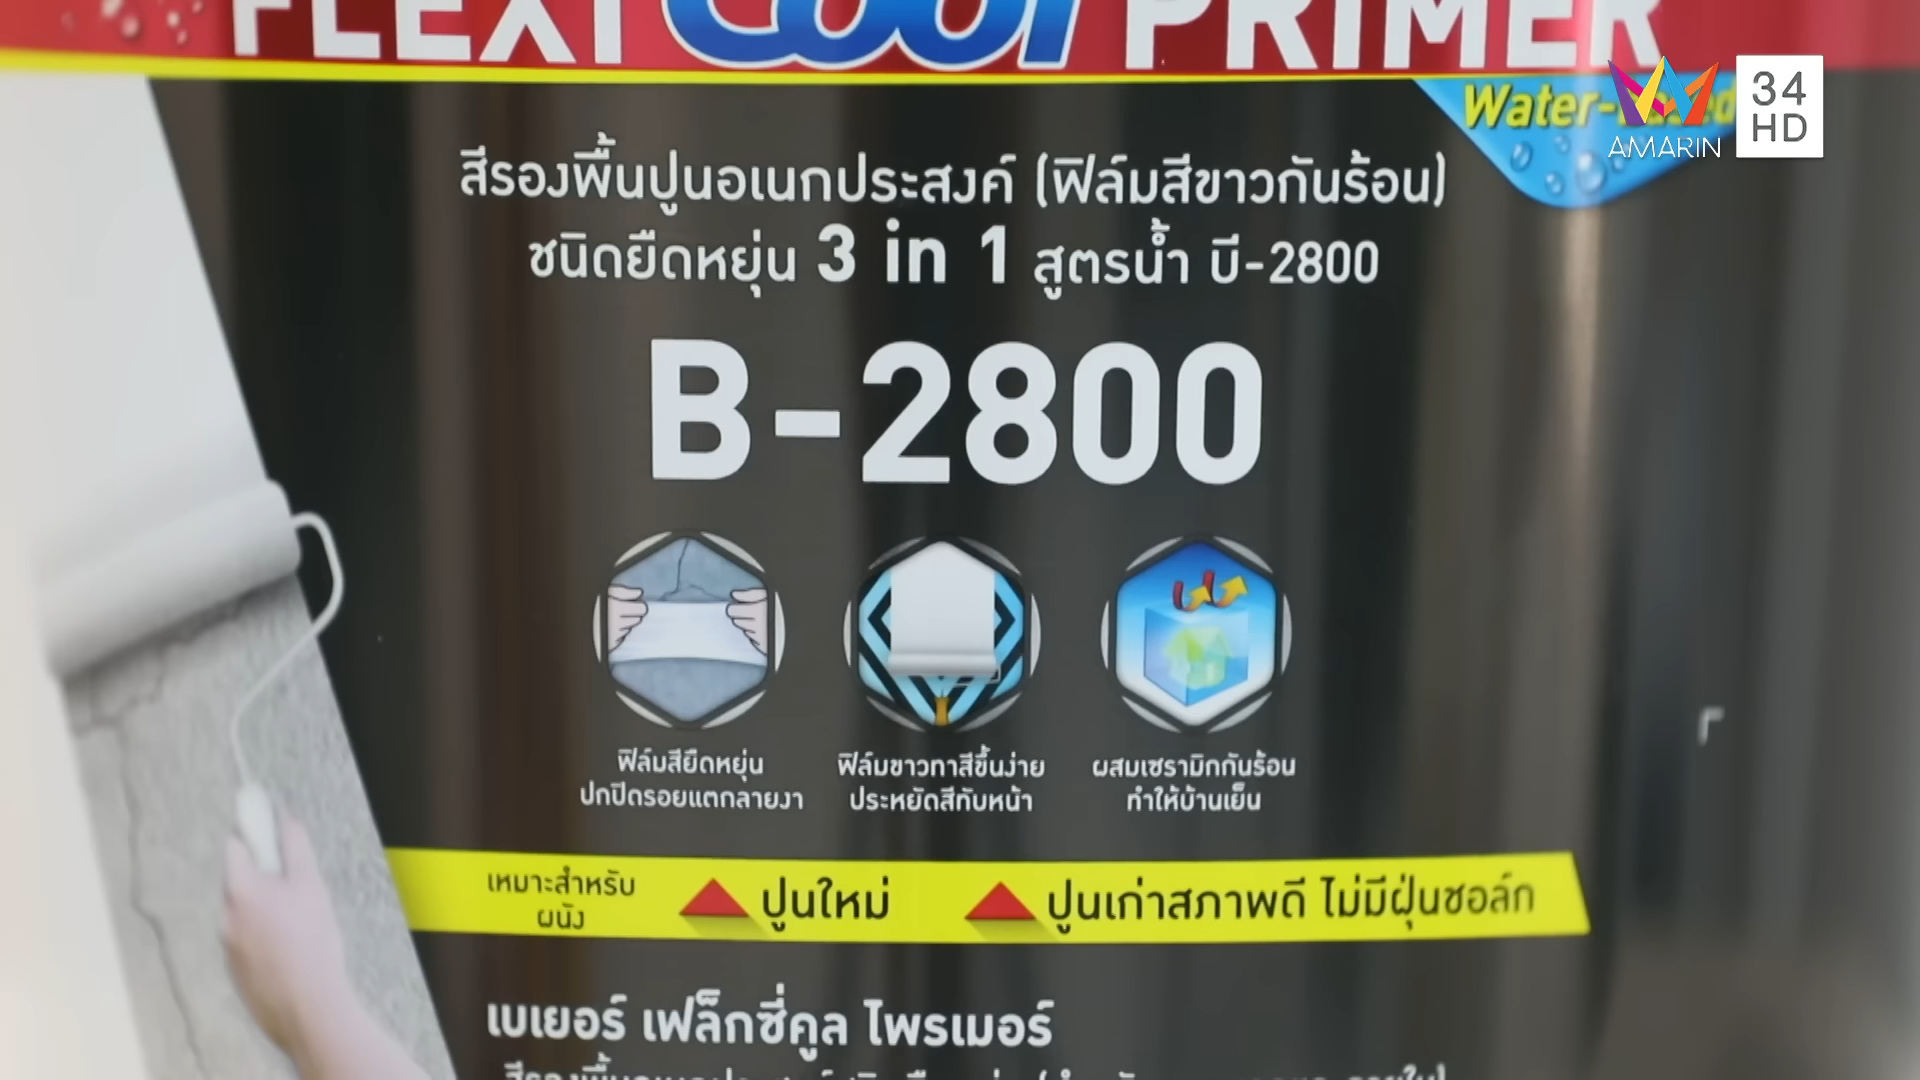 FLEXI COOL PRIMER
Water-based
AMARIN
34
HD
สีรองพื้นปูนอเนกประสงค์ (ฟิล์มสีขาวกันร้อน)
ชนิดยืดหยุ่น 3 in 1 สูตรน้ำ บี-2800
B-2800
ฟิล์มสียืดหยุ่น
ปกปิดรอยแตกลายงา
ฟิล์มขาวทาสีขึ้นง่าย
ประหยัดสีทับหน้า
ผสมเซรามิกกันร้อน
ทำให้บ้านเย็น
เหมาะสำหรับ
ผนัง
ปูนใหม่
ปูนเก่าสภาพดี ไม่มีฝุ่นชอล์ก
เบเยอร์ เฟล็กซี่คูล ไพรเมอร์